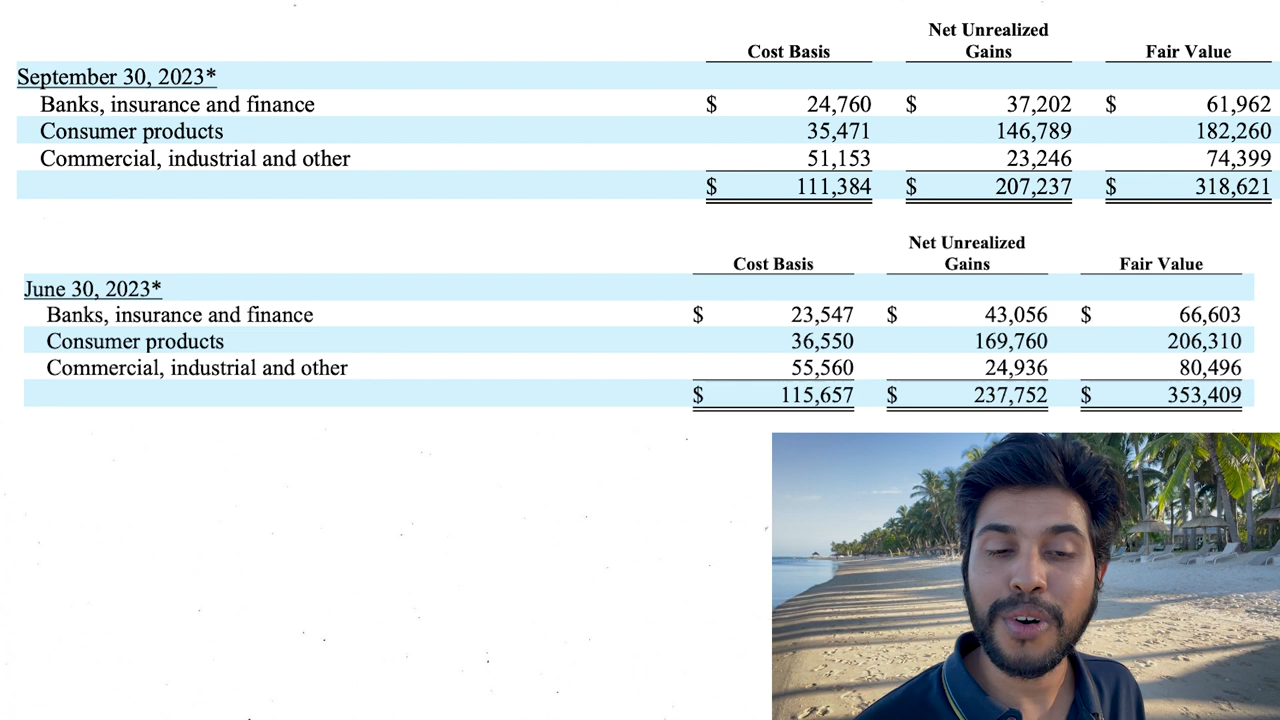 Net Unrealized
Cost Basis Gains Fair Value
September 30, 2023*
Banks, insurance and finance $ 24,760 $ 37,202 $ 61,962
Consumer products 35,471 146,789 182,260
Commercial, industrial and other 51,153 23,246 74,399
$ 111,384 $ 207,237 $ 318,621
Net Unrealized
Cost Basis Gains Fair Value
June 30, 2023*
Banks, insurance and finance $ 23,547 $ 43,056 $ 66,603
Consumer products 36,550 169,760 206,310
Commercial, industrial and other 55,560 24,936 80,496
$ 115,657 $ 237,752 $ 353,409